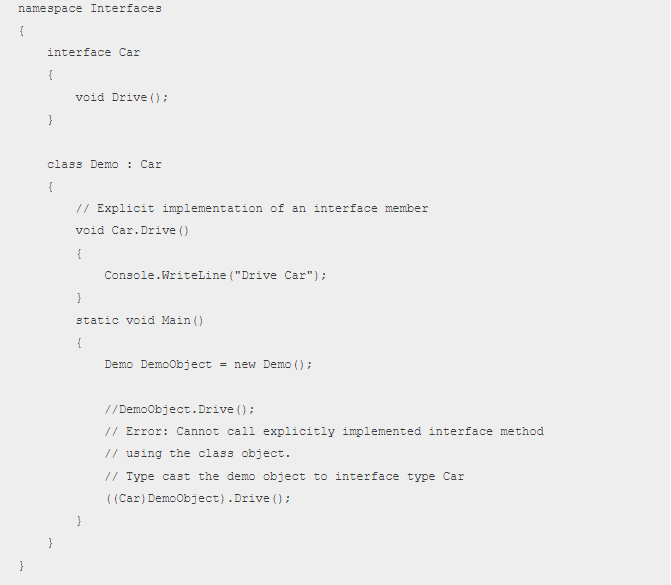 namespace Interfaces
{
    interface Car
    {
        void Drive();
    }

    class Demo : Car
    {
        // Explicit implementation of an interface member
        void Car.Drive()
        {
            Console.WriteLine("Drive Car");
        }
        static void Main()
        {
            Demo DemoObject = new Demo();

            //DemoObject.Drive();
            // Error: Cannot call explicitly implemented interface method
            // using the class object.
            // Type cast the demo object to interface type Car
            ((Car)DemoObject).Drive();
        }
    }
}